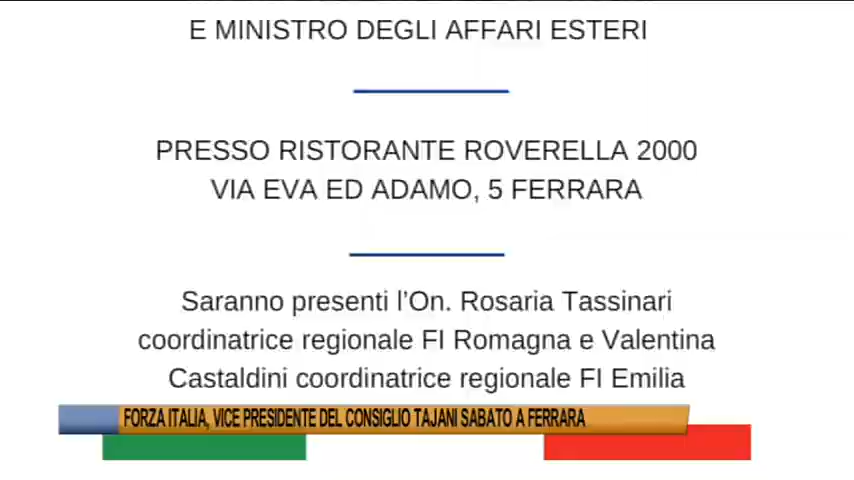 E MINISTRO DEGLI AFFARI ESTERI
PRESSO RISTORANTE ROVERELLA 2000
VIA EVA ED ADAMO, 5 FERRARA
Saranno presenti l'On. Rosaria Tassinari
coordinatrice regionale FI Romagna e Valentina
Castaldini coordinatrice regionale FI Emilia
FORZA ITALIA, VICE PRESIDENTE DEL CONSIGLIO TAJANI SABATO A FERRARA